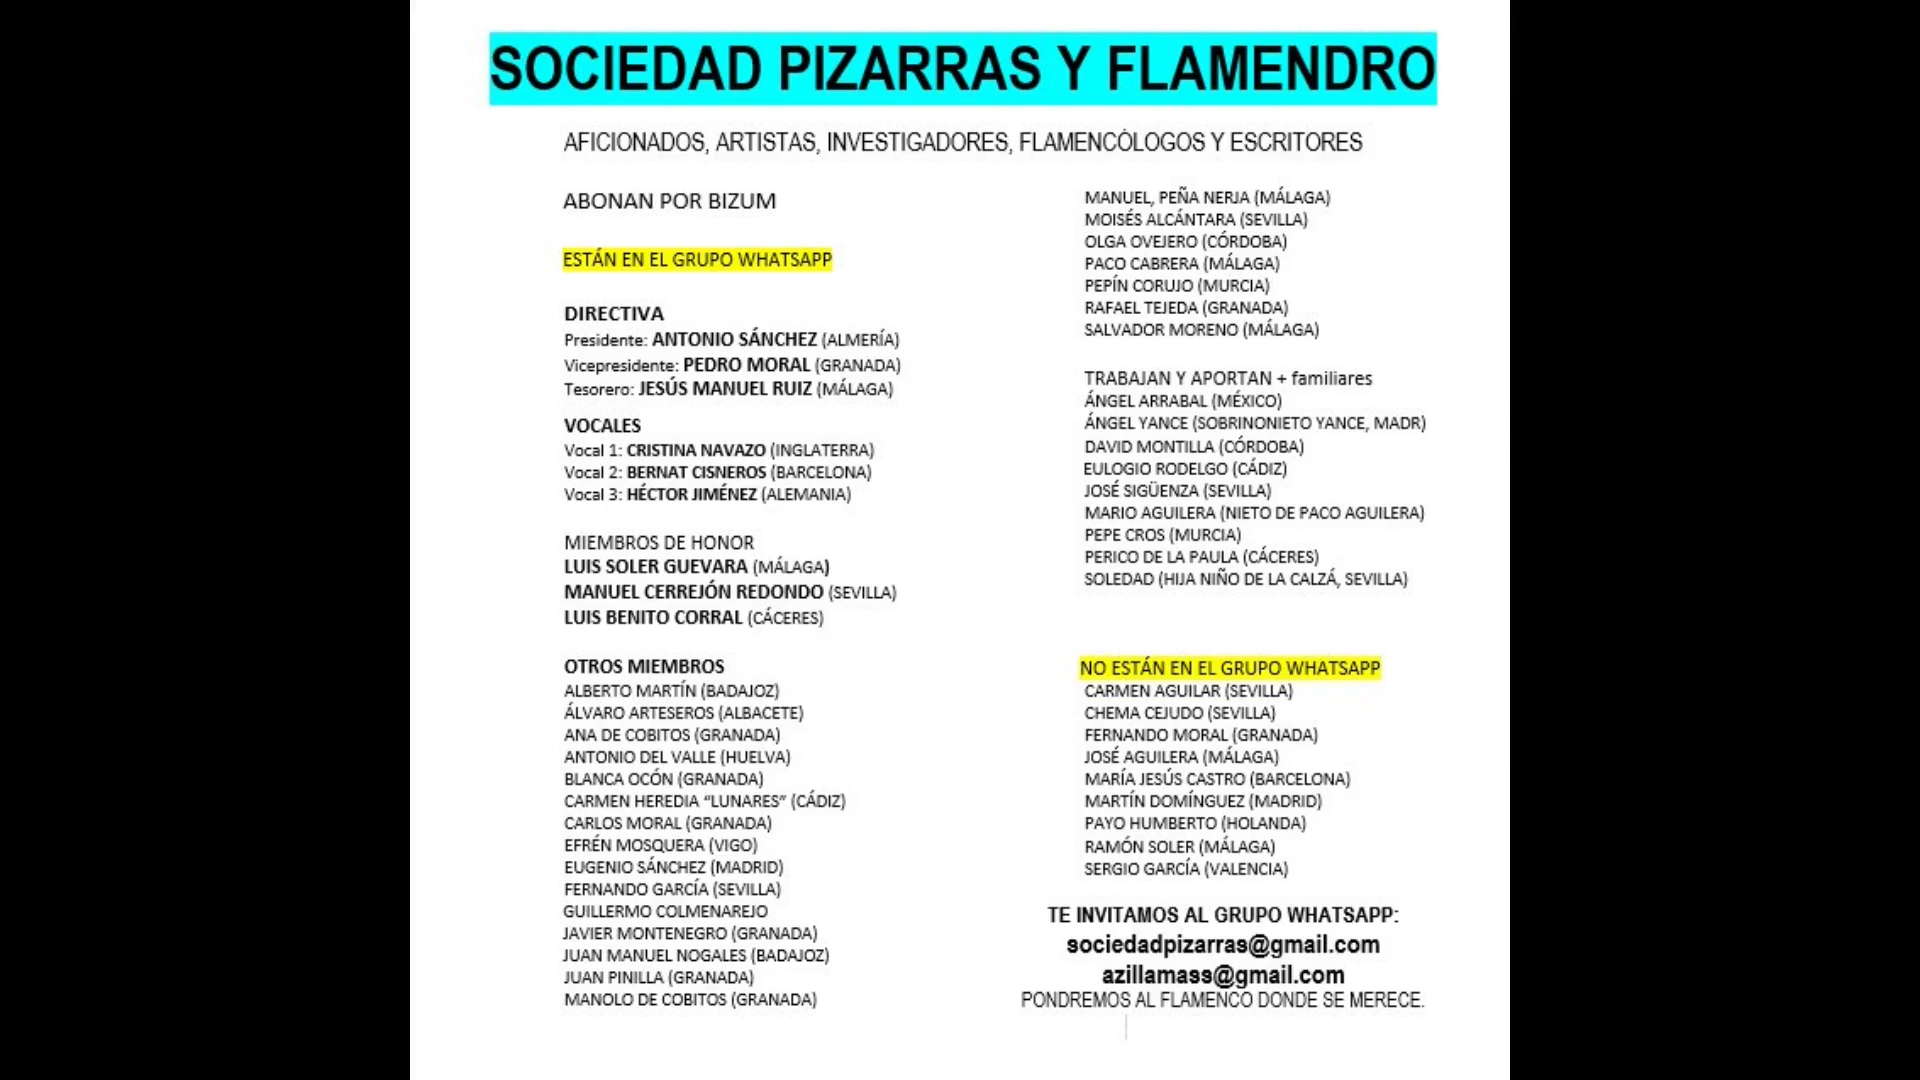 SOCIEDAD PIZARRAS Y FLAMENDRO
AFICIONADOS, ARTISTAS, INVESTIGADORES, FLAMENCÓLOGOS Y ESCRITORES
ABONAN POR BIZUM
ESTÁN EN EL GRUPO WHATSAPP
DIRECTIVA
Presidente: ANTONIO SÁNCHEZ (ALMERÍA)
Vicepresidente: PEDRO MORAL (GRANADA)
Tesorero: JESÚS MANUEL RUIZ (MÁLAGA)
VOCALES
Vocal 1: CRISTINA NAVAZO (INGLATERRA)
Vocal 2: BERNAT CISNEROS (BARCELONA)
Vocal 3: HÉCTOR JIMÉNEZ (ALEMANIA)
MIEMBROS DE HONOR
LUIS SOLER GUEVARA (MÁLAGA)
MANUEL CERREJÓN REDONDO (SEVILLA)
LUIS BENITO CORRAL (CÁCERES)
OTROS MIEMBROS
ALBERTO MARTÍN (BADAJOZ)
ÁLVARO ARTESEROS (ALBACETE)
ANA DE COBITOS (GRANADA)
ANTONIO DEL VALLE (HUELVA)
BLANCA OCÓN (GRANADA)
CARMEN HEREDIA “LUNARES” (CÁDIZ)
CARLOS MORAL (GRANADA)
EFRÉN MOSQUERA (VIGO)
EUGENIO SÁNCHEZ (MADRID)
FERNANDO GARCÍA (SEVILLA)
GUILLERMO COLMENAREJO
JAVIER MONTENEGRO (GRANADA)
JUAN MANUEL NOGALES (BADAJOZ)
JUAN PINILLA (GRANADA)
MANOLO DE COBITOS (GRANADA)
MANUEL, PEÑA NERJA (MÁLAGA)
MOISÉS ALCÁNTARA (SEVILLA)
OLGA OVEJERO (CÓRDOBA)
PACO CABRERA (MÁLAGA)
PEPÍN CORUJO (MURCIA)
RAFAEL TEJEDA (GRANADA)
SALVADOR MORENO (MÁLAGA)
TRABAJAN Y APORTAN + familiares
ÁNGEL ARRABAL (MÉXICO)
ÁNGEL YANCE (SOBRINONIETO YANCE, MADR)
DAVID MONTILLA (CÓRDOBA)
EULOGIO RODELGO (CÁDIZ)
JOSÉ SIGÜENZA (SEVILLA)
MARIO AGUILERA (NIETO DE PACO AGUILERA)
PEPE CROS (MURCIA)
PERICO DE LA PAULA (CÁCERES)
SOLEDAD (HIJA NIÑO DE LA CALZÁ, SEVILLA)
NO ESTÁN EN EL GRUPO WHATSAPP
CARMEN AGUILAR (SEVILLA)
CHEMA CEJUDO (SEVILLA)
FERNANDO MORAL (GRANADA)
JOSÉ AGUILERA (MÁLAGA)
MARÍA JESÚS CASTRO (BARCELONA)
MARTÍN DOMÍNGUEZ (MADRID)
PAYO HUMBERTO (HOLANDA)
RAMÓN SOLER (MÁLAGA)
SERGIO GARCÍA (VALENCIA)
TE INVITAMOS AL GRUPO WHATSAPP:
sociedadpizarras@gmail.com
azillamass@gmail.com
PONDREMOS AL FLAMENCO DONDE SE MERECE.